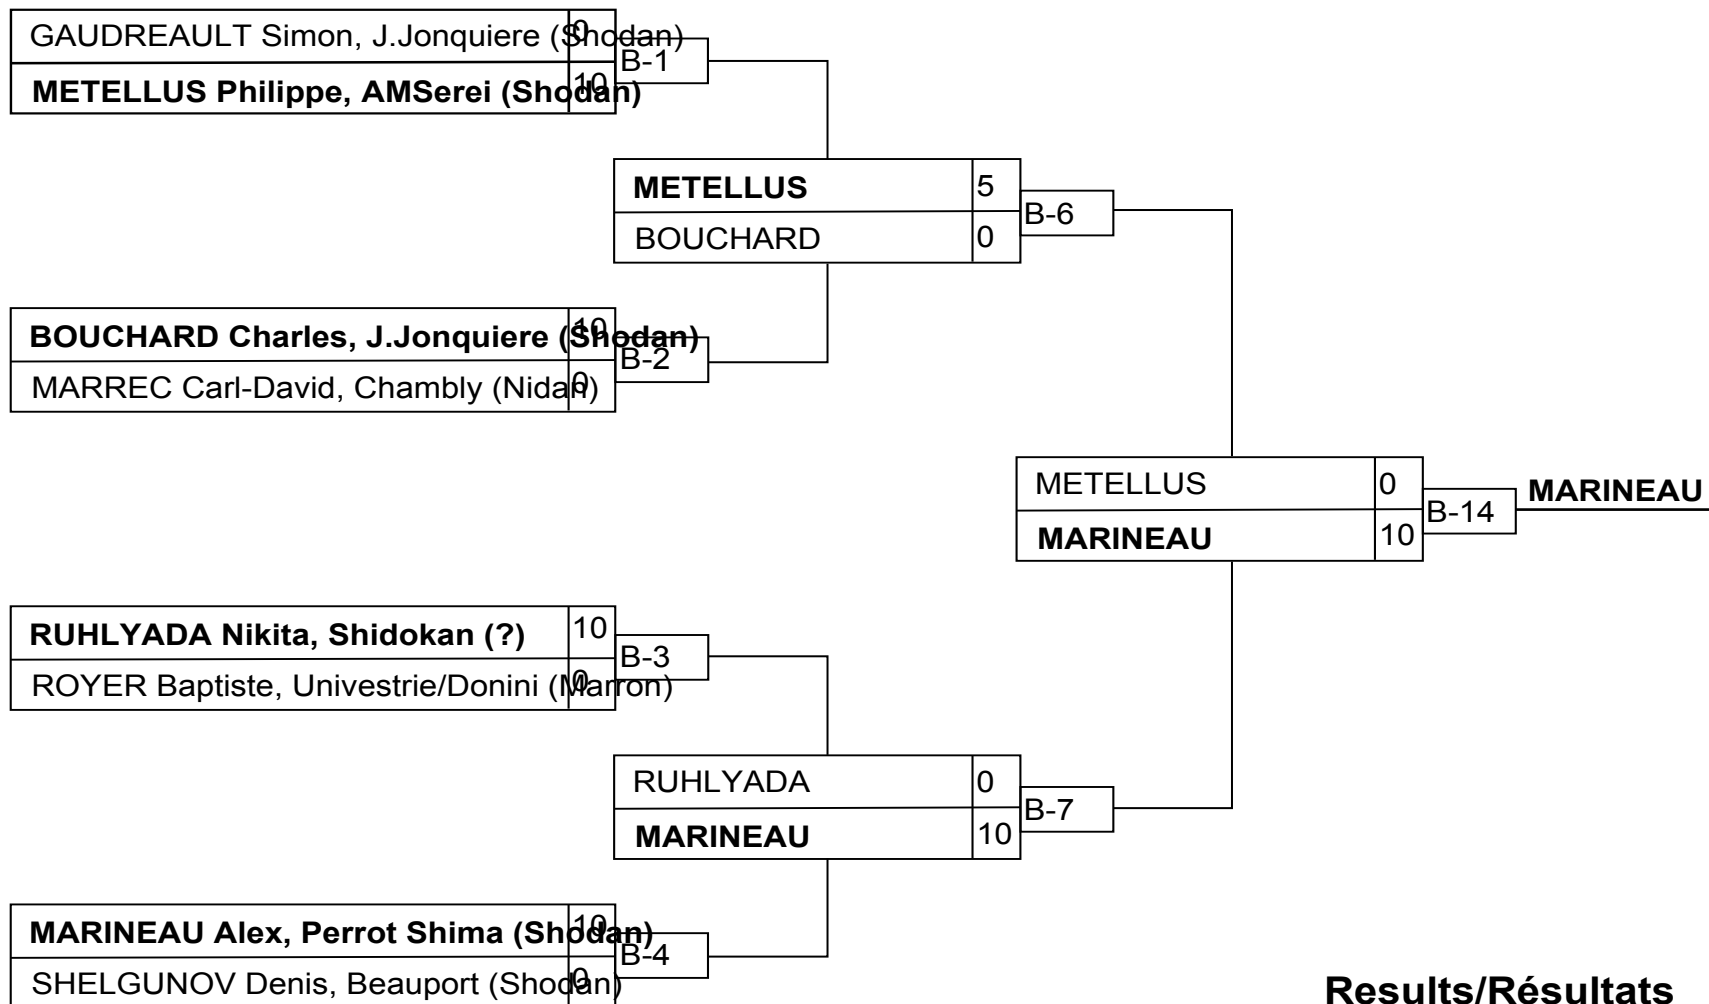 GAUDREAULT Simon, J.Jonquiere (Shodan) 0
B-1
METELLUS Philippe, AMSerei (Shodan) 10
METELLUS 5
B-6
BOUCHARD 0
BOUCHARD Charles, J.Jonquiere (Shodan) 10
B-2
MARREC Carl-David, Chambly (Nidan) 0
METELLUS 0
MARINEAU
B-14
MARINEAU 10
RUHLYADA Nikita, Shidokan (?) 10
B-3
ROYER Baptiste, Univestrie/Donini (Marron) 0
RUHLYADA 0
B-7
MARINEAU 10
MARINEAU Alex, Perrot Shima (Shodan) 10
B-4
SHELGUNOV Denis, Beauport (Shodan) 0
Results/Résultats